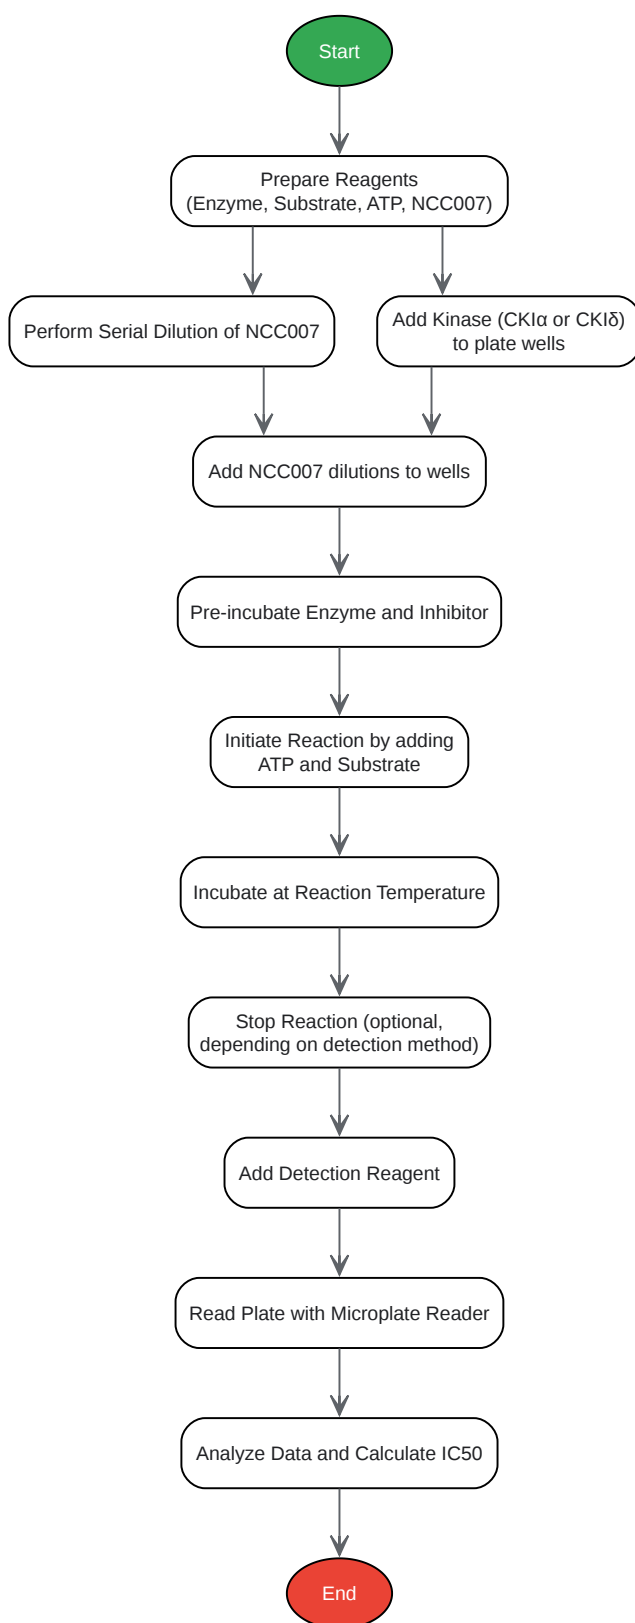 Start
Prepare Reagents
(Enzyme, Substrate, ATP, NCC007)
Perform Serial Dilution of NCC007
Add Kinase (CKIα or CKIδ)
to plate wells
Add NCC007 dilutions to wells
Pre-incubate Enzyme and Inhibitor
Initiate Reaction by adding
ATP and Substrate
Incubate at Reaction Temperature
Stop Reaction (optional,
depending on detection method)
Add Detection Reagent
Read Plate with Microplate Reader
Analyze Data and Calculate IC50
End